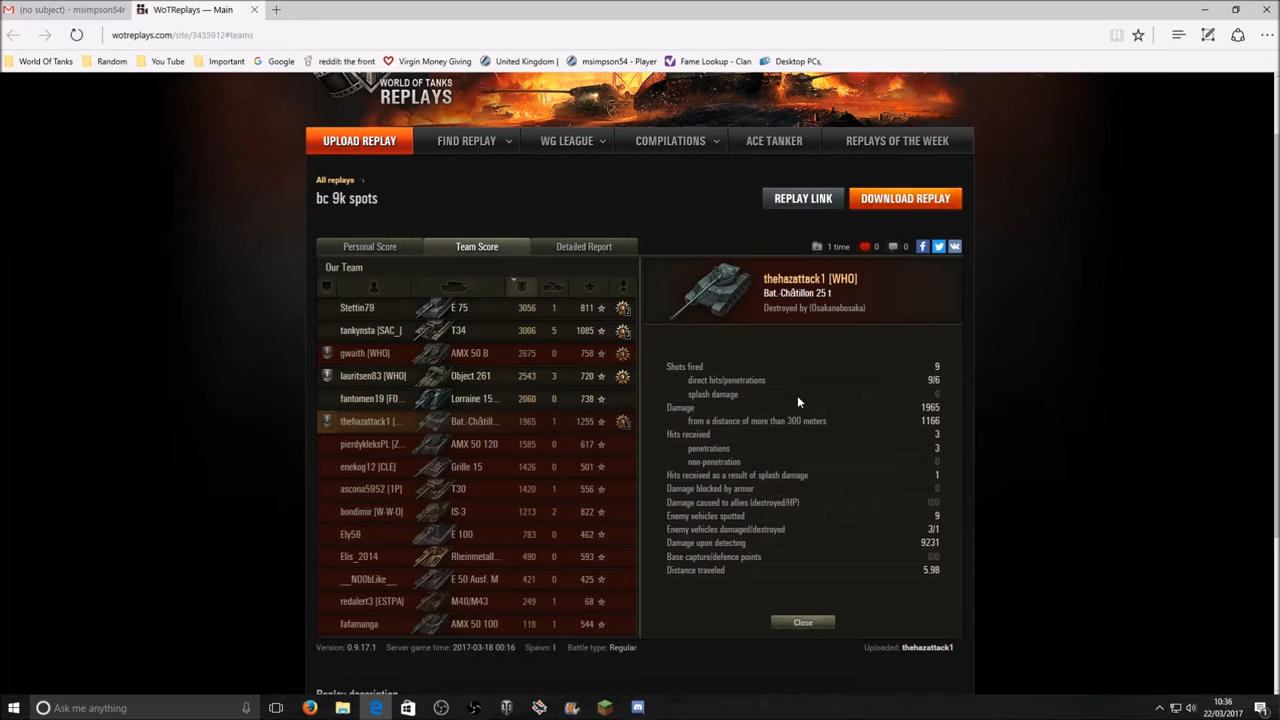 (no subject) - msimpson54r
WoTReplays — Main
wotreplays.com/site/3435912#teams
World Of Tanks
Random
You Tube
Important
Google
reddit: the front
Virgin Money Giving
United Kingdom |
msimpson54 - Player
Fame Lookup - Clan
Desktop PCs,
WORLD OF TANKS
REPLAYS
UPLOAD REPLAY
FIND REPLAY
WG LEAGUE
COMPILATIONS
ACE TANKER
REPLAYS OF THE WEEK
All replays
bc 9k spots
REPLAY LINK
DOWNLOAD REPLAY
Personal Score
Team Score
Detailed Report
1 time
0
0
Our Team
Stettin79 E 75 3056 1 811
tankynsta [SAC_] T34 3006 5 1085
gwaith [WHO] AMX 50 B 2675 0 758
lauritsen83 [WHO] Object 261 2543 3 720
fantomen19 [FO... Lorraine 15... 2060 0 738
thehazattack1 [... Bat.-Châtill... 1965 1 1255
pierdykleksPL [Z... AMX 50 120 1585 0 617
enekog12 [CLE] Grille 15 1426 0 501
ascona5952 [1P] T30 1420 1 556
bondimir [W-W-O] IS-3 1213 2 822
Ely58 E 100 783 0 462
Elis_2014 Rheinmetall... 490 0 593
__N00bLike__ E 50 Ausf. M 421 0 425
redalert3 [ESTPA] M40/M43 249 1 68
fafamanga AMX 50 100 118 1 544
thehazattack1 [WHO]
Bat.-Châtillon 25 t
Destroyed by (Osakanabosaka)
Shots fired 9
direct hits/penetrations 9/6
splash damage 0
Damage 1965
from a distance of more than 300 meters 1166
Hits received 3
penetrations 3
non-penetration 0
Hits received as a result of splash damage 1
Damage blocked by armor 0
Damage caused to allies (destroyed/HP) 0/0
Enemy vehicles spotted 9
Enemy vehicles damaged/destroyed 3/1
Damage upon detecting 9231
Base capture/defence points 0/0
Distance traveled 5.98
Close
Version: 0.9.17.1 Server game time: 2017-03-18 00:16 Spawn: I Battle type: Regular
Uploaded: thehazattack1
Replay description
Ask me anything
10:36
22/03/2017